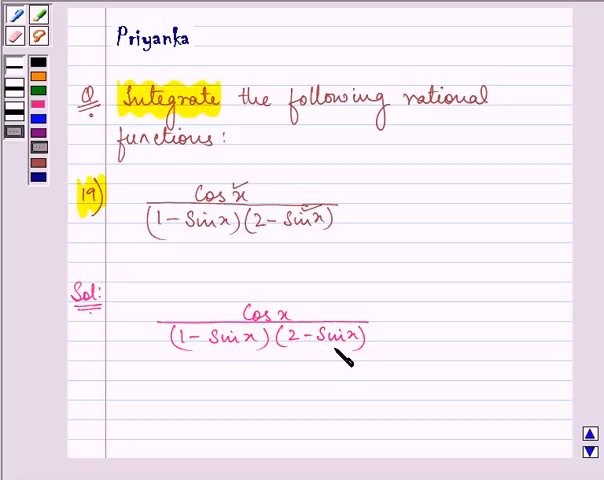 Priyanka
Q Integrate the following rational
functions:
19) Cos x
(1 - Sin x) (2 - Sin x)
Sol: Cos x
(1 - Sin x) (2 - Sin x)